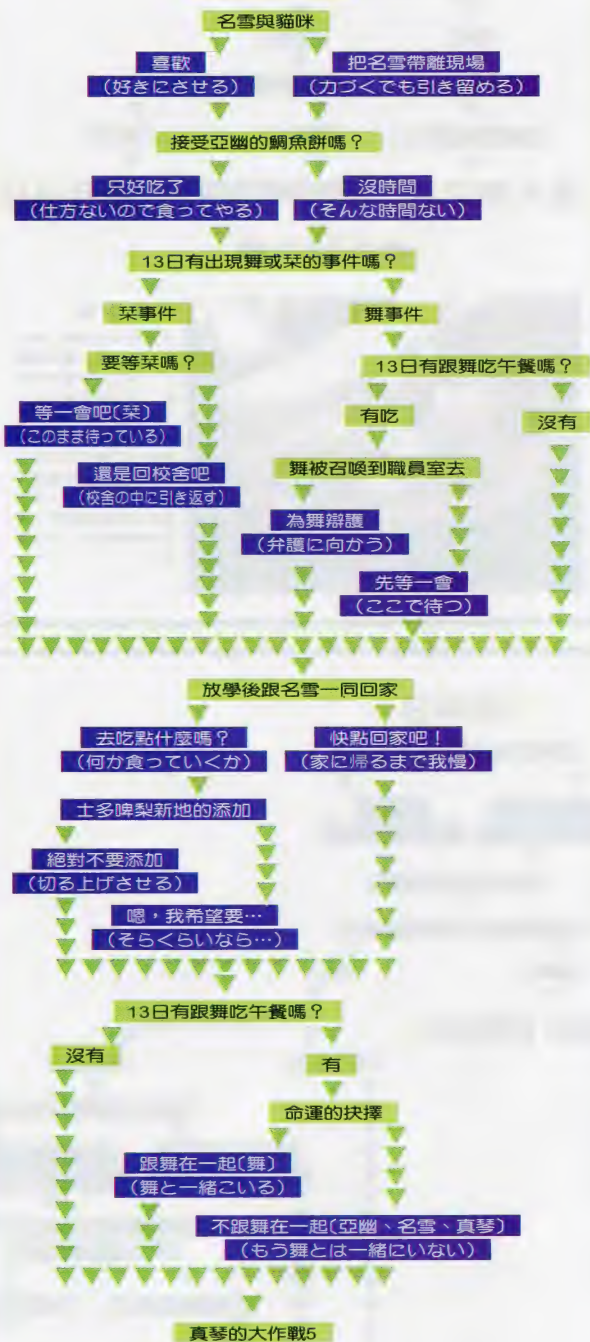 名雪與貓咪
喜歡
(好きにさせる)
把名雪帶離現場
(力づくでも引き留める)
接受亞幽的鯛魚餅嗎？
只好吃了
(仕方ないので食ってやる)
沒時間
(そんな時間ない)
13日有出現舞或栞的事件嗎？
栞事件
舞事件
要等栞嗎？
13日有跟舞吃午餐嗎？
等一會吧〔栞〕
(このまま待っている)
有吃
沒有
還是回校舍吧
(校舎の中に引き返す)
舞被召喚到職員室去
為舞辯護
(弁護に向かう)
先等一會
(ここで待つ)
放學後跟名雪一同回家
去吃點什麼嗎？
(何か食っていくか)
快點回家吧！
(家に帰るまで我慢)
士多啤梨新地的添加
絕對不要添加
(切る上げさせる)
嗯，我希望要…
(そらくらいなら…)
13日有跟舞吃午餐嗎？
沒有
有
命運的抉擇
跟舞在一起〔舞〕
(舞と一緒こいる)
不跟舞在一起〔亞幽、名雪、真琴〕
(もう舞とは一緒にいない)
真琴的大作戰5